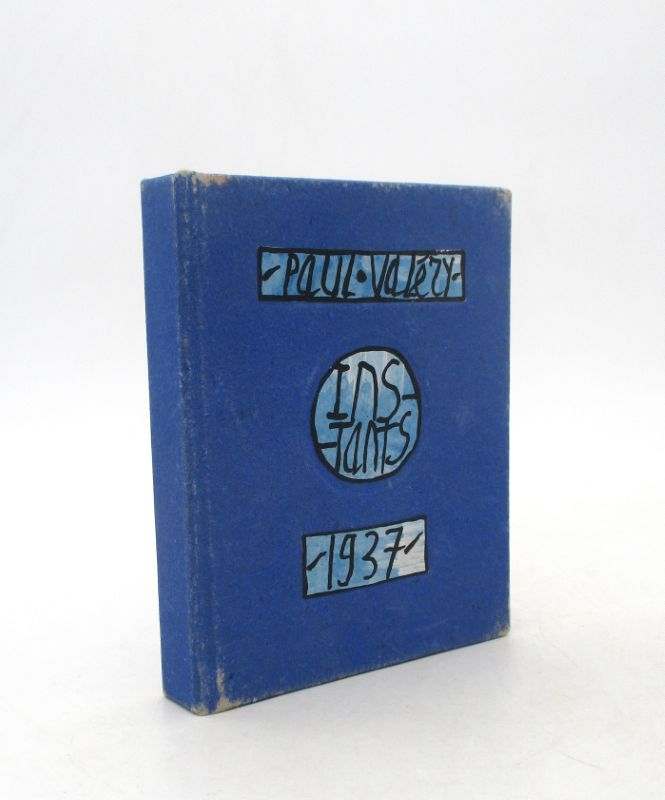 - PAUL • Valéry -
INS-
-TANTS
-1937-